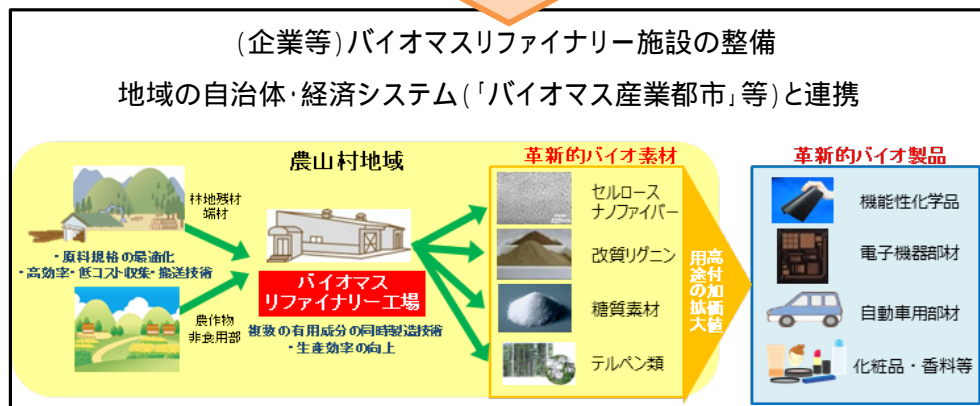 (企業等)バイオマスリファイナリー施設の整備
地域の自治体・経済システム(「バイオマス産業都市」等)と連携
農山村地域
林地残材
端材
・原料規格の最適化
・高効率・低コスト収集・搬送技術
農作物
非食用部
バイオマス
リファイナリー工場
複数の有用成分の同時製造技術
・生産効率の向上
革新的バイオ素材
セルロース
ナノファイバー
改質リグニン
糖質素材
テルペン類
高付加価値
用途の拡大
革新的バイオ製品
機能性化学品
電子機器部材
自動車用部材
化粧品・香料等